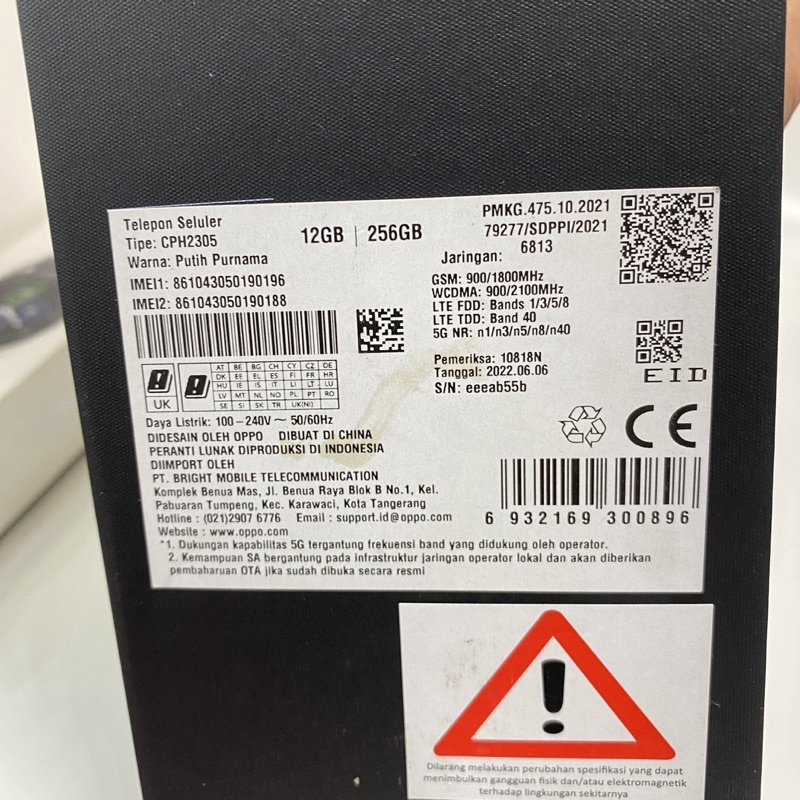 Telepon Seluler
Tipe: CPH2305
Warna: Putih Purnama
12GB | 256GB
IMEI1: 861043050190196
IMEI2: 861043050190188
PMKG.475.10.2021
79277/SDPPI/2021
6813
Jaringan:
GSM: 900/1800MHz
WCDMA: 900/2100MHz
LTE FDD: Bands 1/3/5/8
LTE TDD: Band 40
5G NR: n1/n3/n5/n8/n40
Pemeriksa: 10818N
Tanggal: 2022.06.06
S/N: eeeab55b
EID
UK
AT BE BG CH CY CZ DE
DK EE EL ES FI FR HR
HU IE IS IT LI LT LU
LV MT NL NO PL PT RO
SE SI SK TR UK(NI)
Daya Listrik: 100–240V ~ 50/60Hz
DIDESAIN OLEH OPPO DIBUAT DI CHINA
PERANTI LUNAK DIPRODUKSI DI INDONESIA
DIIMPORT OLEH
PT. BRIGHT MOBILE TELECOMMUNICATION
Komplek Benua Mas, Jl. Benua Raya Blok B No.1, Kel.
Pabuaran Tumpeng, Kec. Karawaci, Kota Tangerang
Hotline : (021)2907 6776 Email : support.id@oppo.com
Website : www.oppo.com
CE
6 932169 300896
*1. Dukungan kapabilitas 5G tergantung frekuensi band yang didukung oleh operator.
2. Kemampuan SA bergantung pada infrastruktur jaringan operator lokal dan akan diberikan
pembaharuan OTA jika sudah dibuka secara resmi
Dilarang melakukan perubahan spesifikasi yang dapat
menimbulkan gangguan fisik dan/atau elektromagnetik
terhadap lingkungan sekitarnya